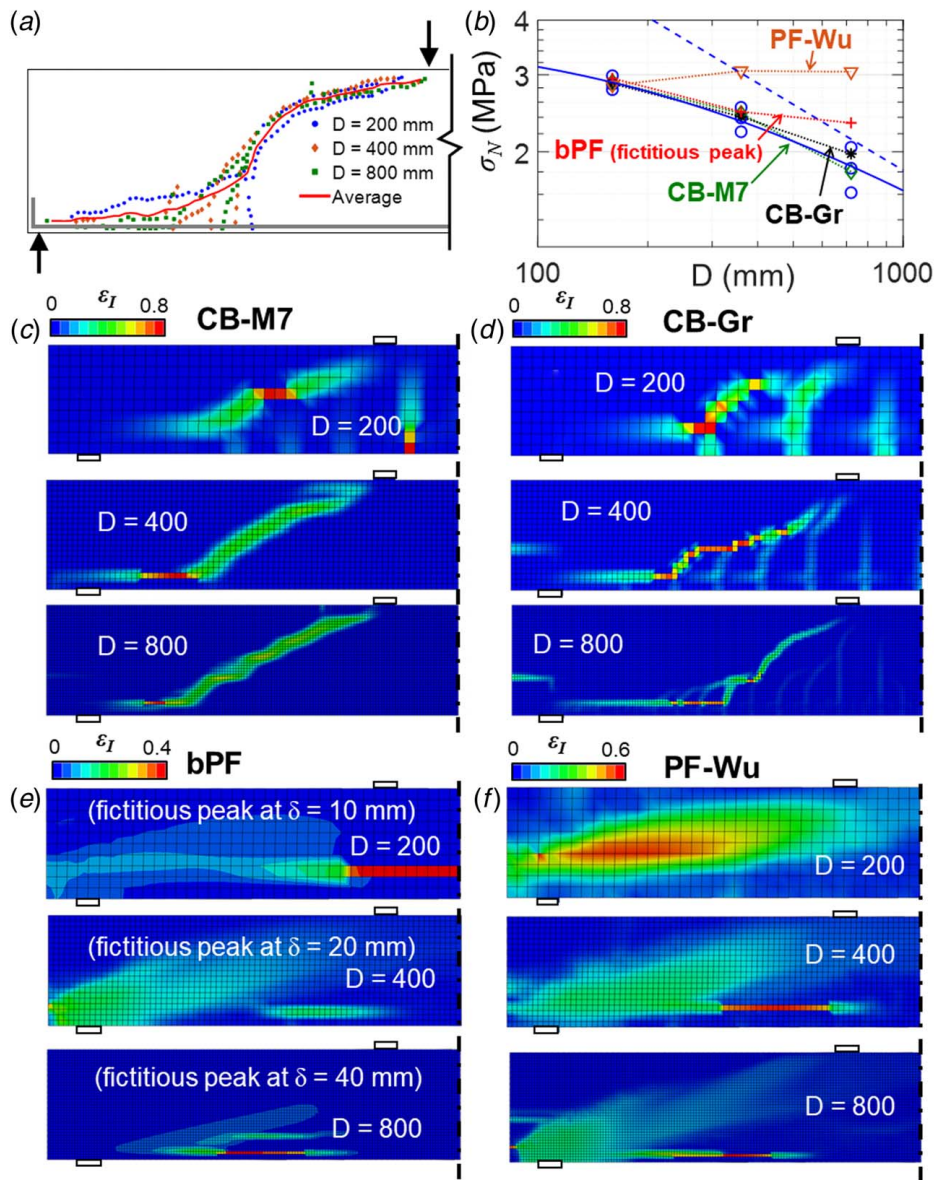 (a)
D = 200 mm
D = 400 mm
D = 800 mm
Average
(b)
4
3
2
σN (MPa)
PF-Wu
bPF (fictitious peak)
CB-M7
CB-Gr
100
D (mm)
1000
(c)
0 εI 0.8
CB-M7
D = 200
D = 400
D = 800
(d)
0 εI 0.8
CB-Gr
D = 200
D = 400
D = 800
(e)
0 εI 0.4
bPF
(fictitious peak at δ = 10 mm)
D = 200
(fictitious peak at δ = 20 mm)
D = 400
(fictitious peak at δ = 40 mm)
D = 800
(f)
0 εI 0.6
PF-Wu
D = 200
D = 400
D = 800